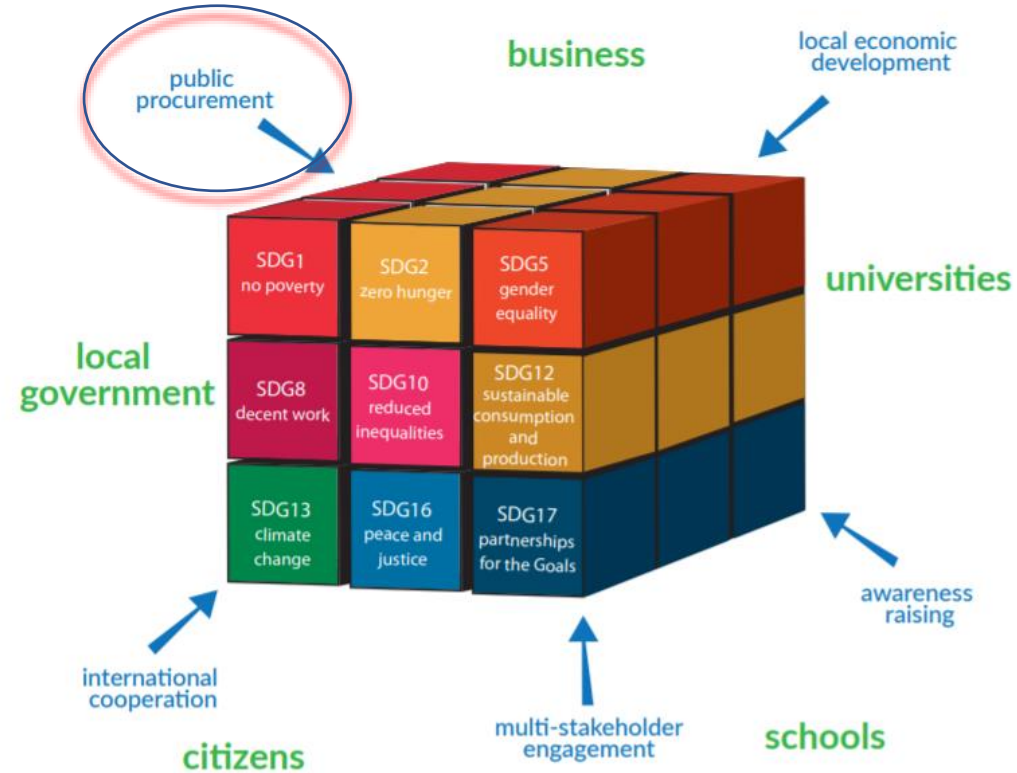 business
local economic
development
public
procurement
SDG1
no poverty
SDG2
zero hunger
SDG5
gender
equality
universities
local
government
SDG8
decent work
SDG10
reduced
inequalities
SDG12
sustainable
consumption
and
production
SDG13
climate
change
SDG16
peace and
justice
SDG17
partnerships
for the Goals
awareness
raising
international
cooperation
multi-stakeholder
engagement
schools
citizens